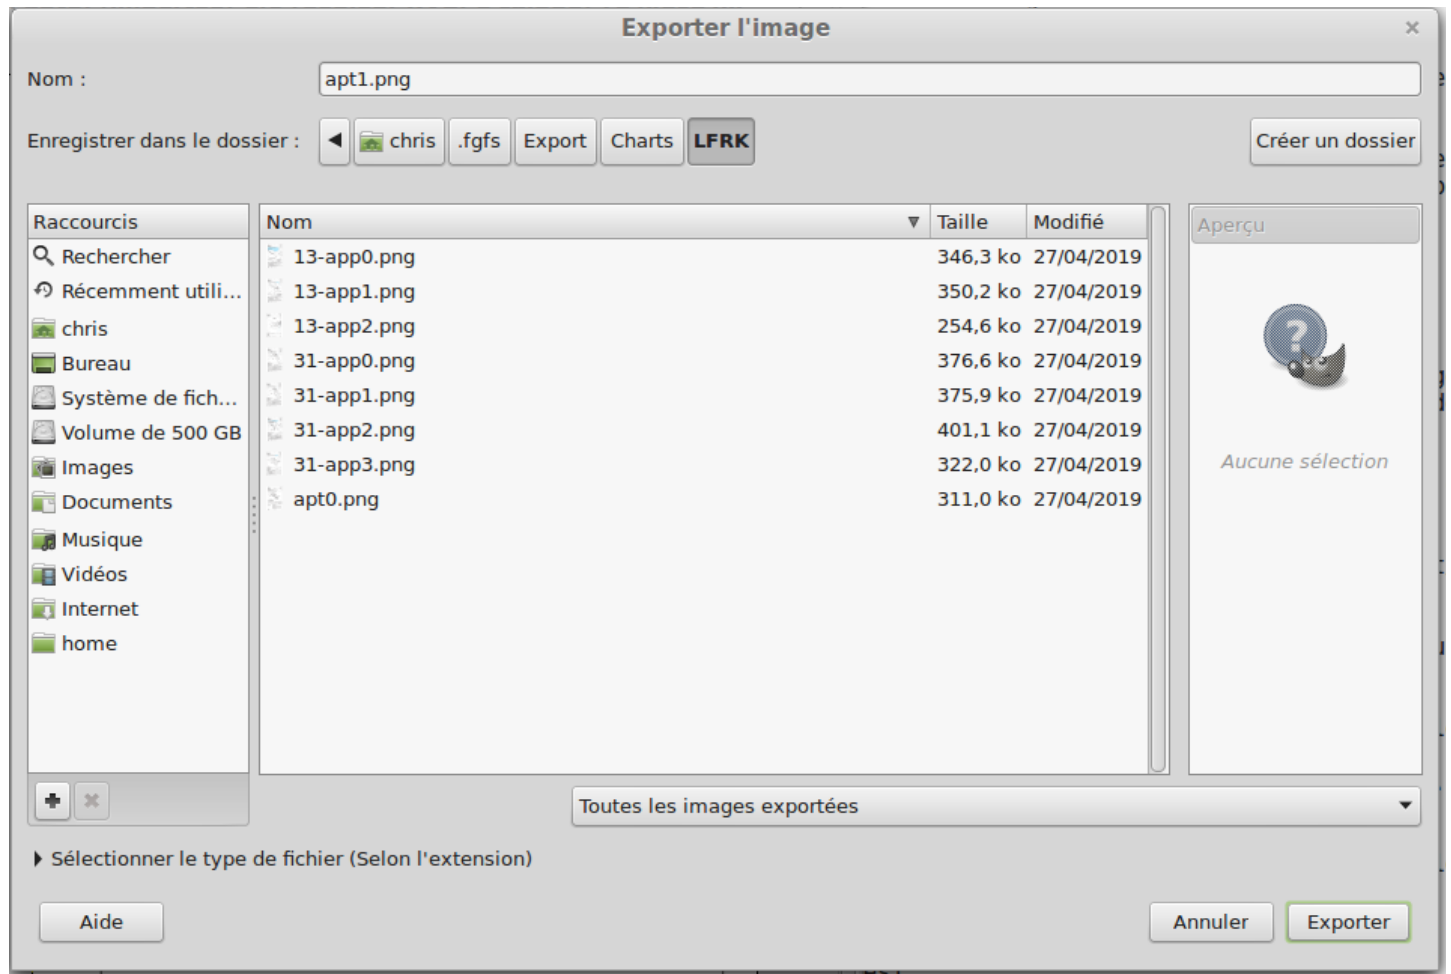 Exporter l'image
Nom :
apt1.png
Enregistrer dans le dossier :
chris
.fgfs
Export
Charts
LFRK
Créer un dossier
Raccourcis
Rechercher
Récemment utili...
chris
Bureau
Système de fich...
Volume de 500 GB
Images
Documents
Musique
Vidéos
Internet
home
Nom Taille Modifié
13-app0.png 346,3 ko 27/04/2019
13-app1.png 350,2 ko 27/04/2019
13-app2.png 254,6 ko 27/04/2019
31-app0.png 376,6 ko 27/04/2019
31-app1.png 375,9 ko 27/04/2019
31-app2.png 401,1 ko 27/04/2019
31-app3.png 322,0 ko 27/04/2019
apt0.png 311,0 ko 27/04/2019
Aperçu
Aucune sélection
Toutes les images exportées
Sélectionner le type de fichier (Selon l'extension)
Aide
Annuler
Exporter